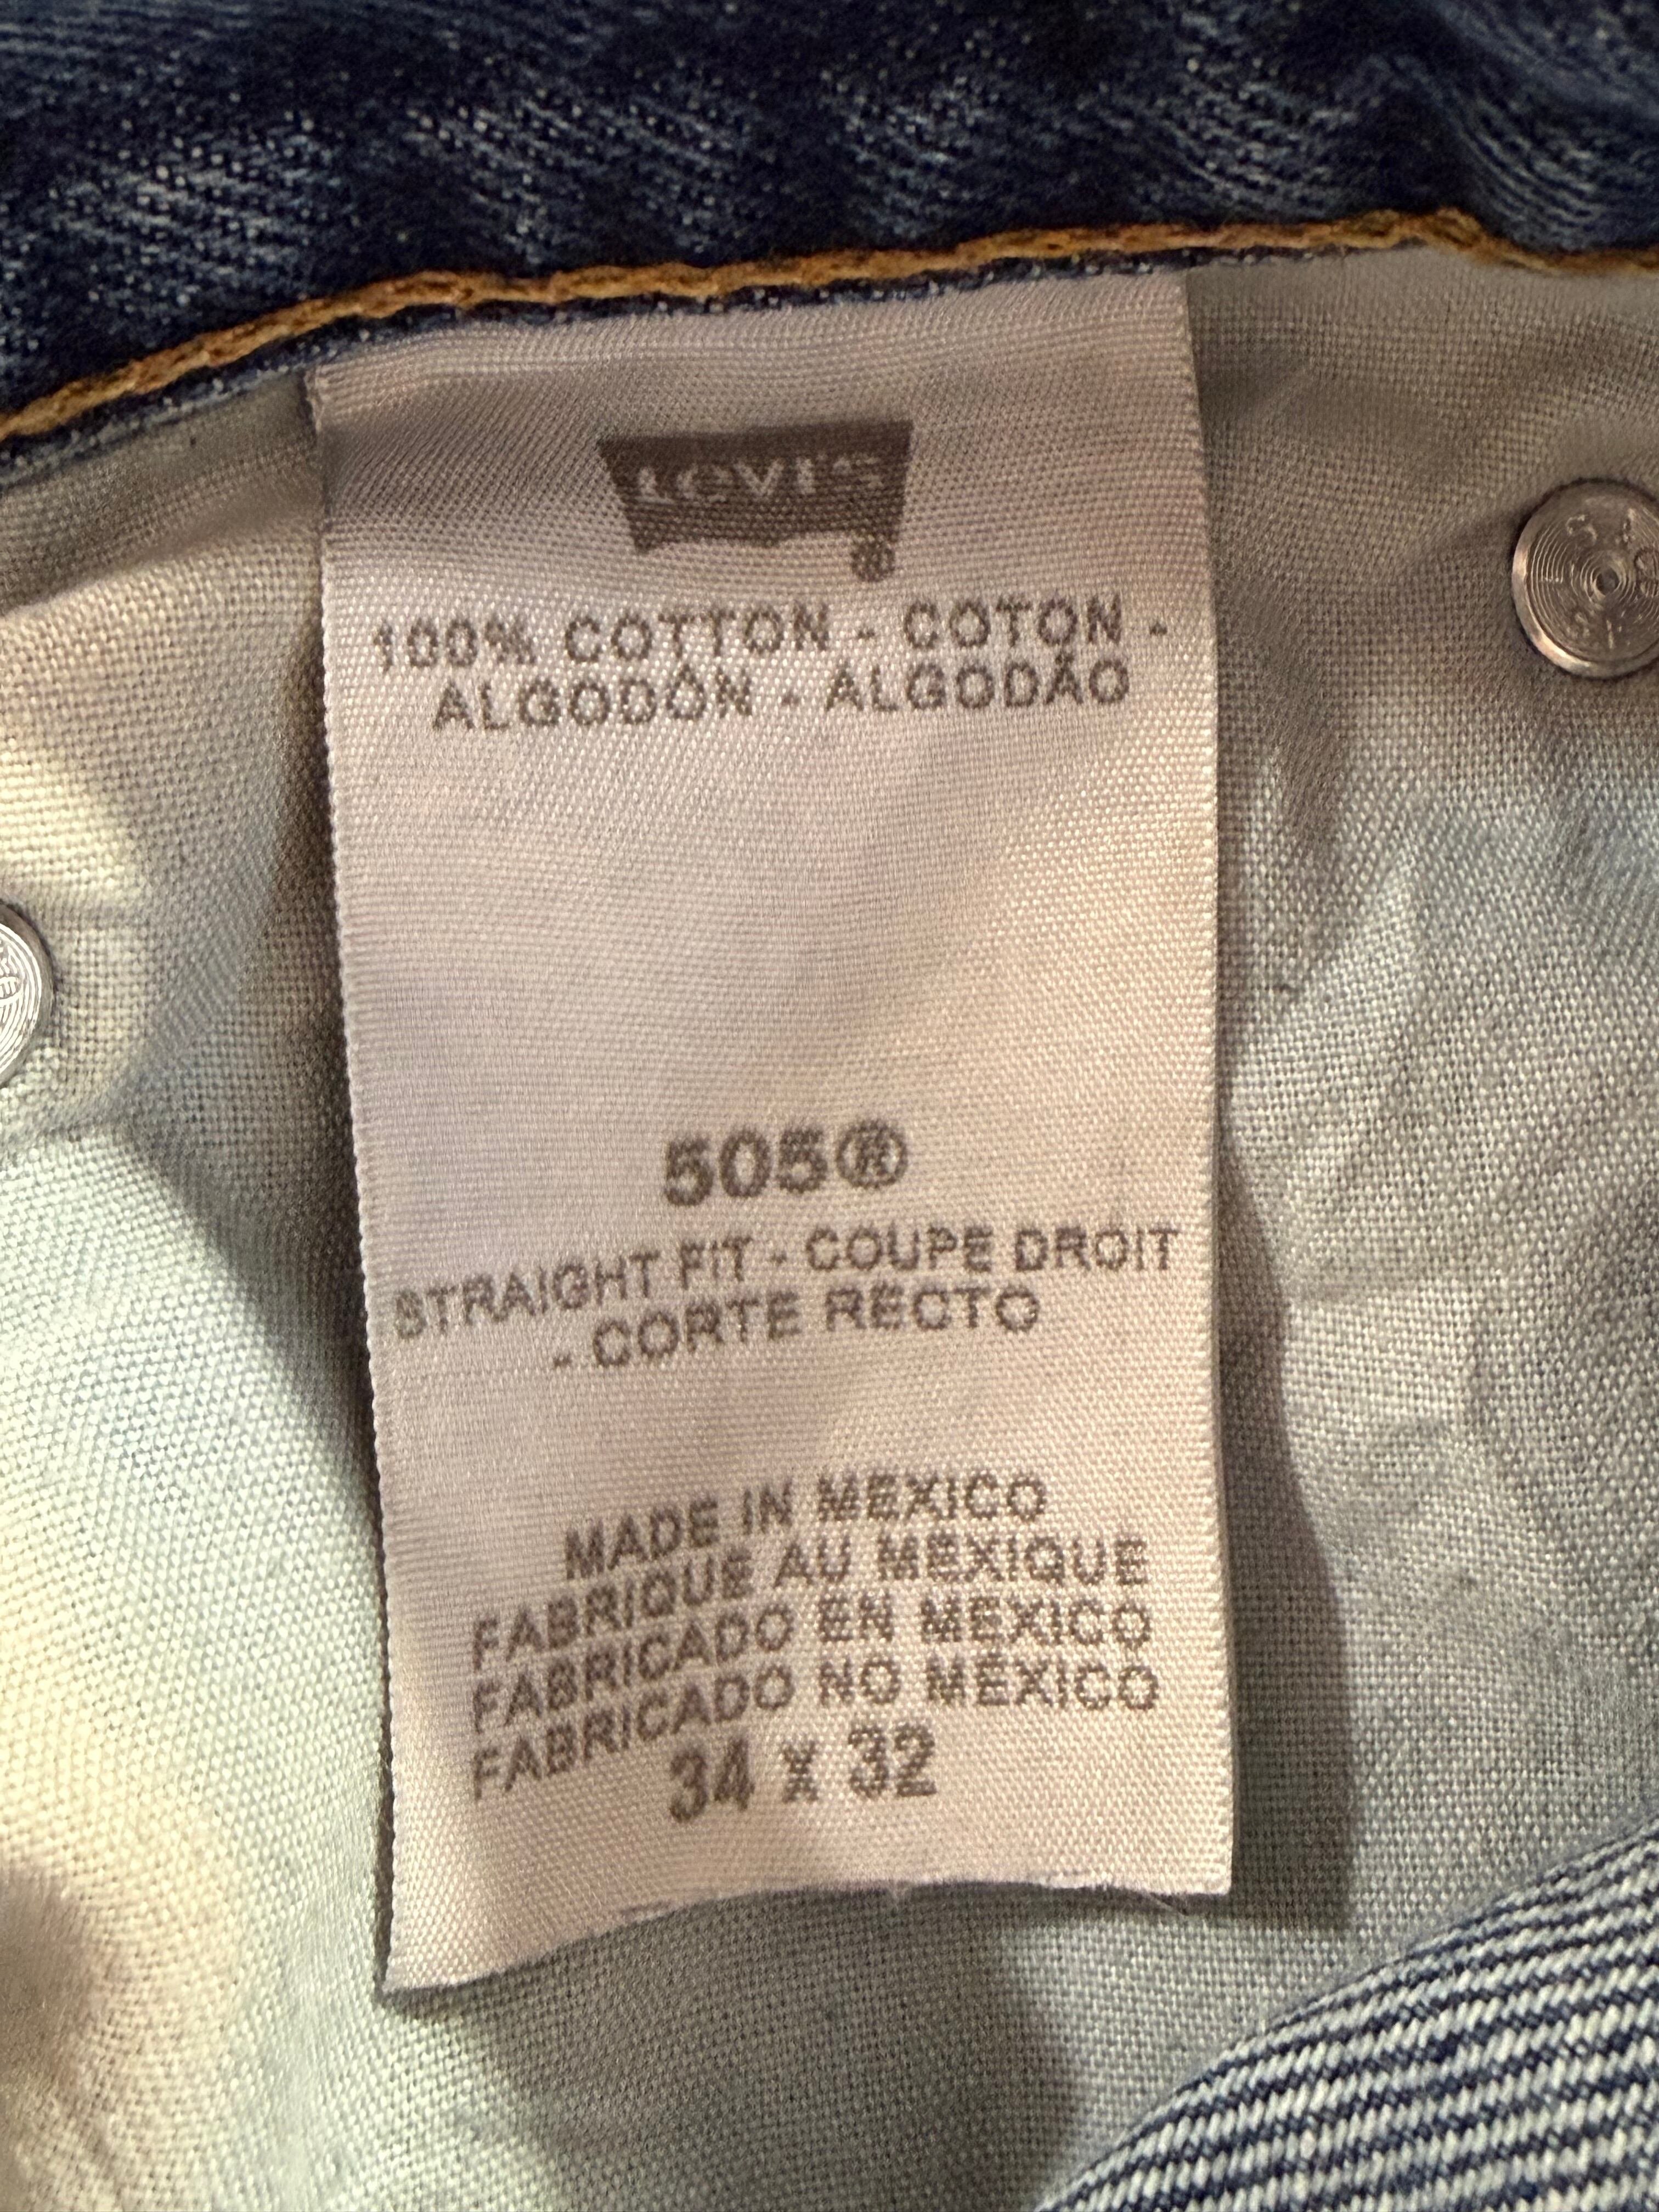 Levi's
®
100% COTTON - COTON -
ALGODÓN - ALGODÃO
505®
STRAIGHT FIT - COUPE DROIT
- CORTE RECTO
MADE IN MEXICO
FABRIQUE AU MEXIQUE
FABRICADO EN MEXICO
FABRICADO NO MÉXICO
34 x 32